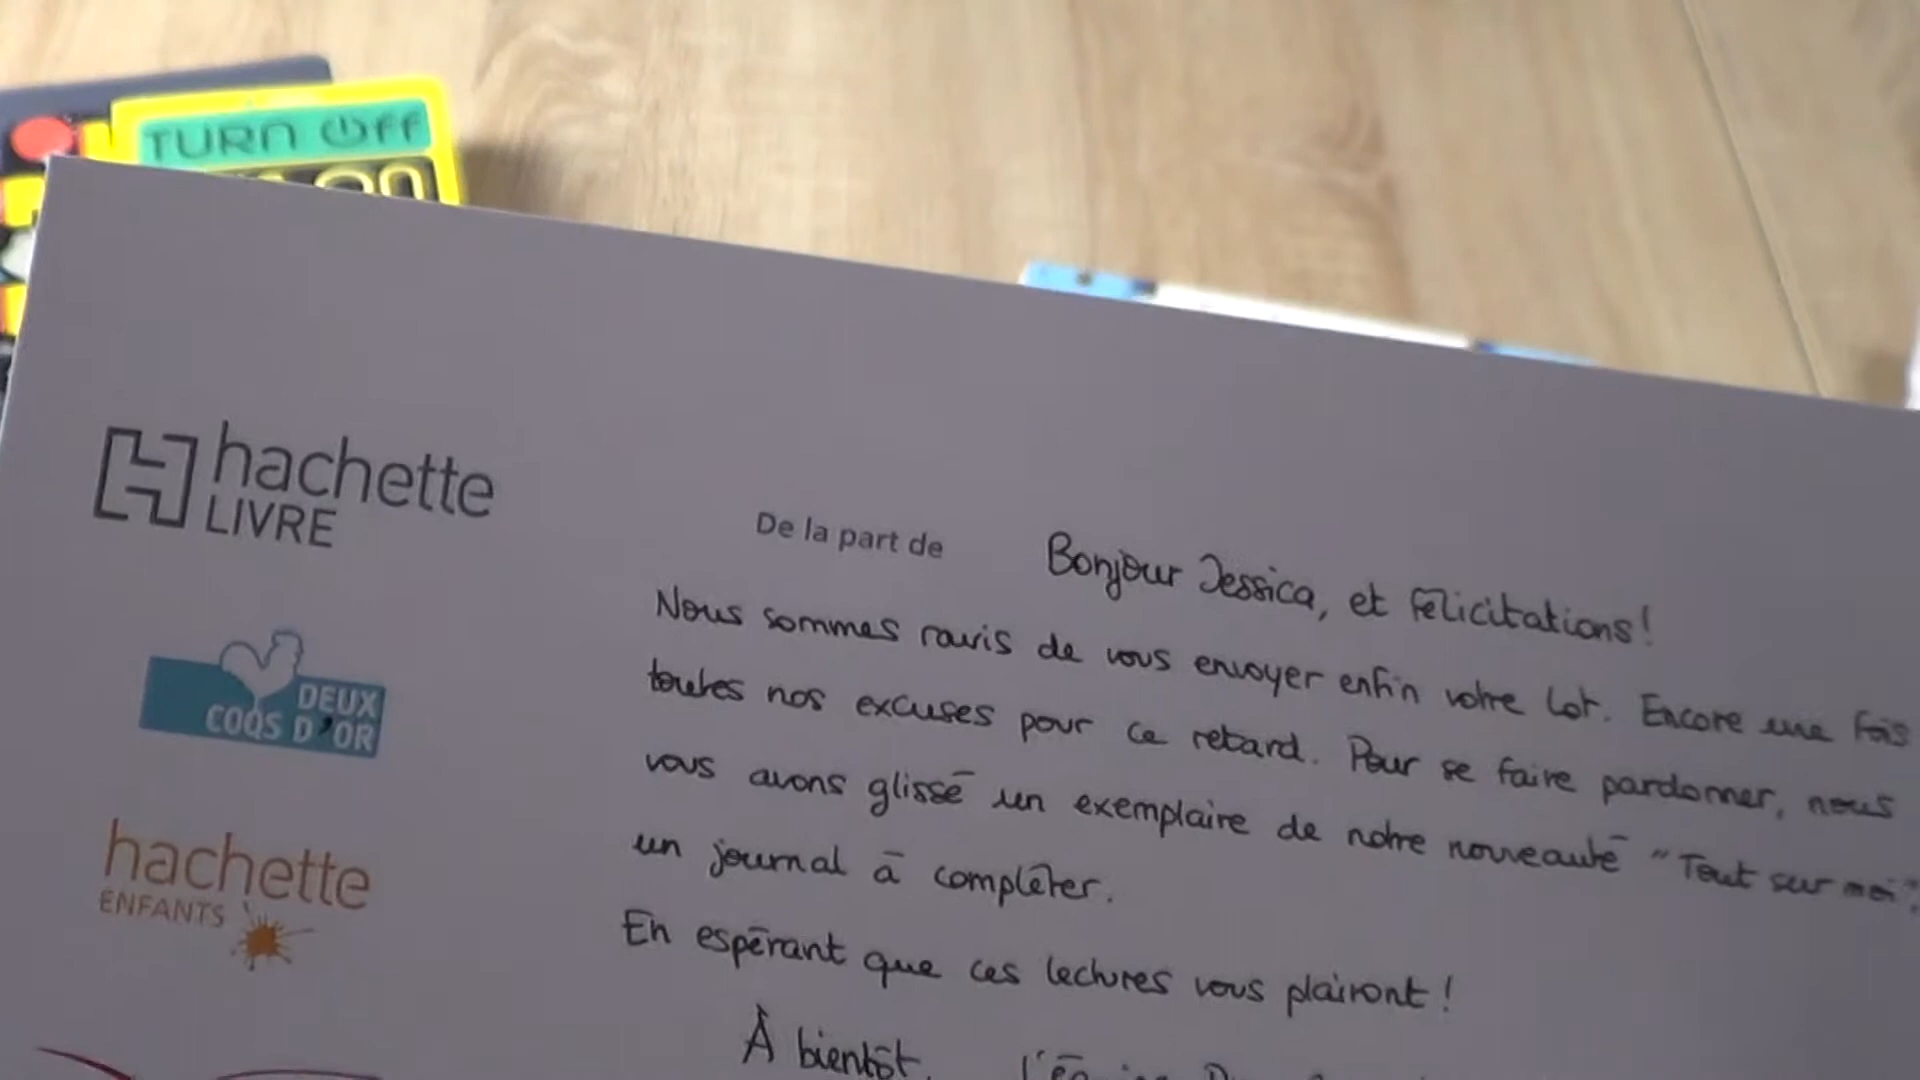 TURN OFF
hachette
LIVRE
DEUX
COQS D'OR
hachette
ENFANTS
De la part de
Bonjour Jessica, et félicitations!
Nous sommes ravis de vous envoyer enfin votre lot. Encore une fois
toutes nos excuses pour ce retard. Pour se faire pardonner, nous
vous avons glissé un exemplaire de notre nouveauté "Tout sur moi",
un journal à compléter.
En espérant que ces lectures vous plairont !
À bientôt,